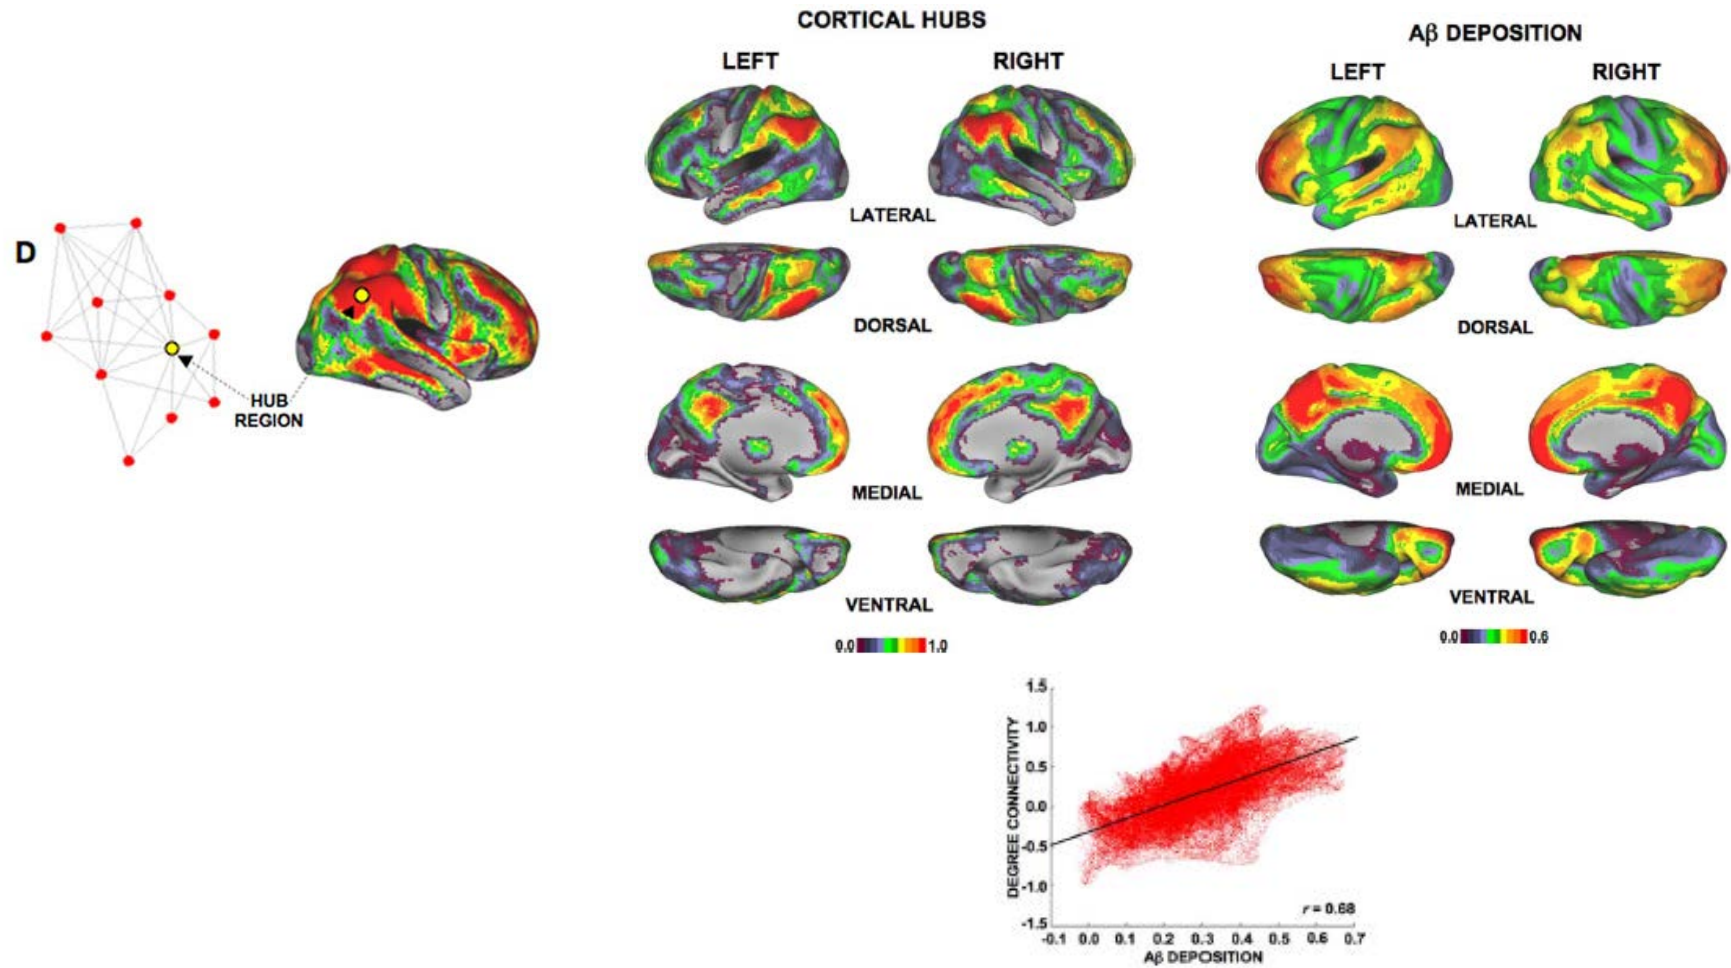 D
HUB
REGION
CORTICAL HUBS
LEFT
RIGHT
LATERAL
DORSAL
MEDIAL
VENTRAL
0.0
1.0
Aβ DEPOSITION
LEFT
RIGHT
LATERAL
DORSAL
MEDIAL
VENTRAL
0.0
0.6
DEGREE CONNECTIVITY
1.5
1.0
0.5
0.0
-0.5
-1.0
-1.5
r = 0.68
-0.1 0.0 0.1 0.2 0.3 0.4 0.5 0.6 0.7
Aβ DEPOSITION